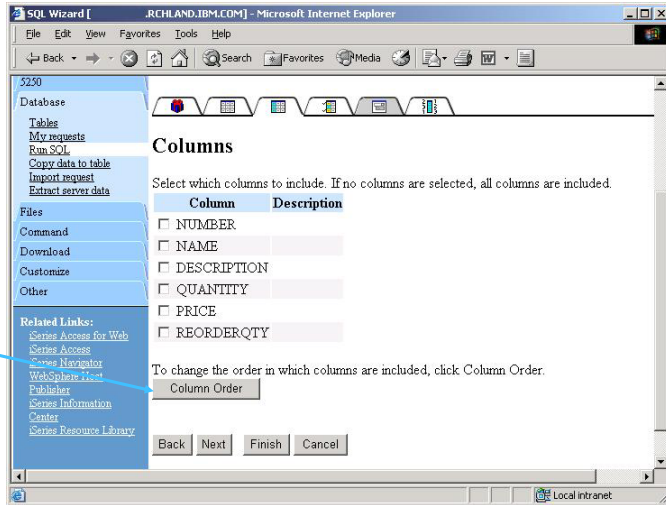 SQL Wizard [ .RCHLAND.IBM.COM] - Microsoft Internet Explorer
File Edit View Favorites Tools Help
Back Search Favorites Media
5250
Database
Tables
My requests
Run SQL
Copy data to table
Import request
Extract server data
Files
Command
Download
Customize
Other
Related Links:
iSeries Access for Web
iSeries Access
iSeries Navigator
WebSphere Host
Publisher
iSeries Information
Center
iSeries Resource Library
Columns
Select which columns to include. If no columns are selected, all columns are included.
Column Description
NUMBER
NAME
DESCRIPTION
QUANTITY
PRICE
REORDERQTY
To change the order in which columns are included, click Column Order.
Column Order
Back Next Finish Cancel
Local intranet